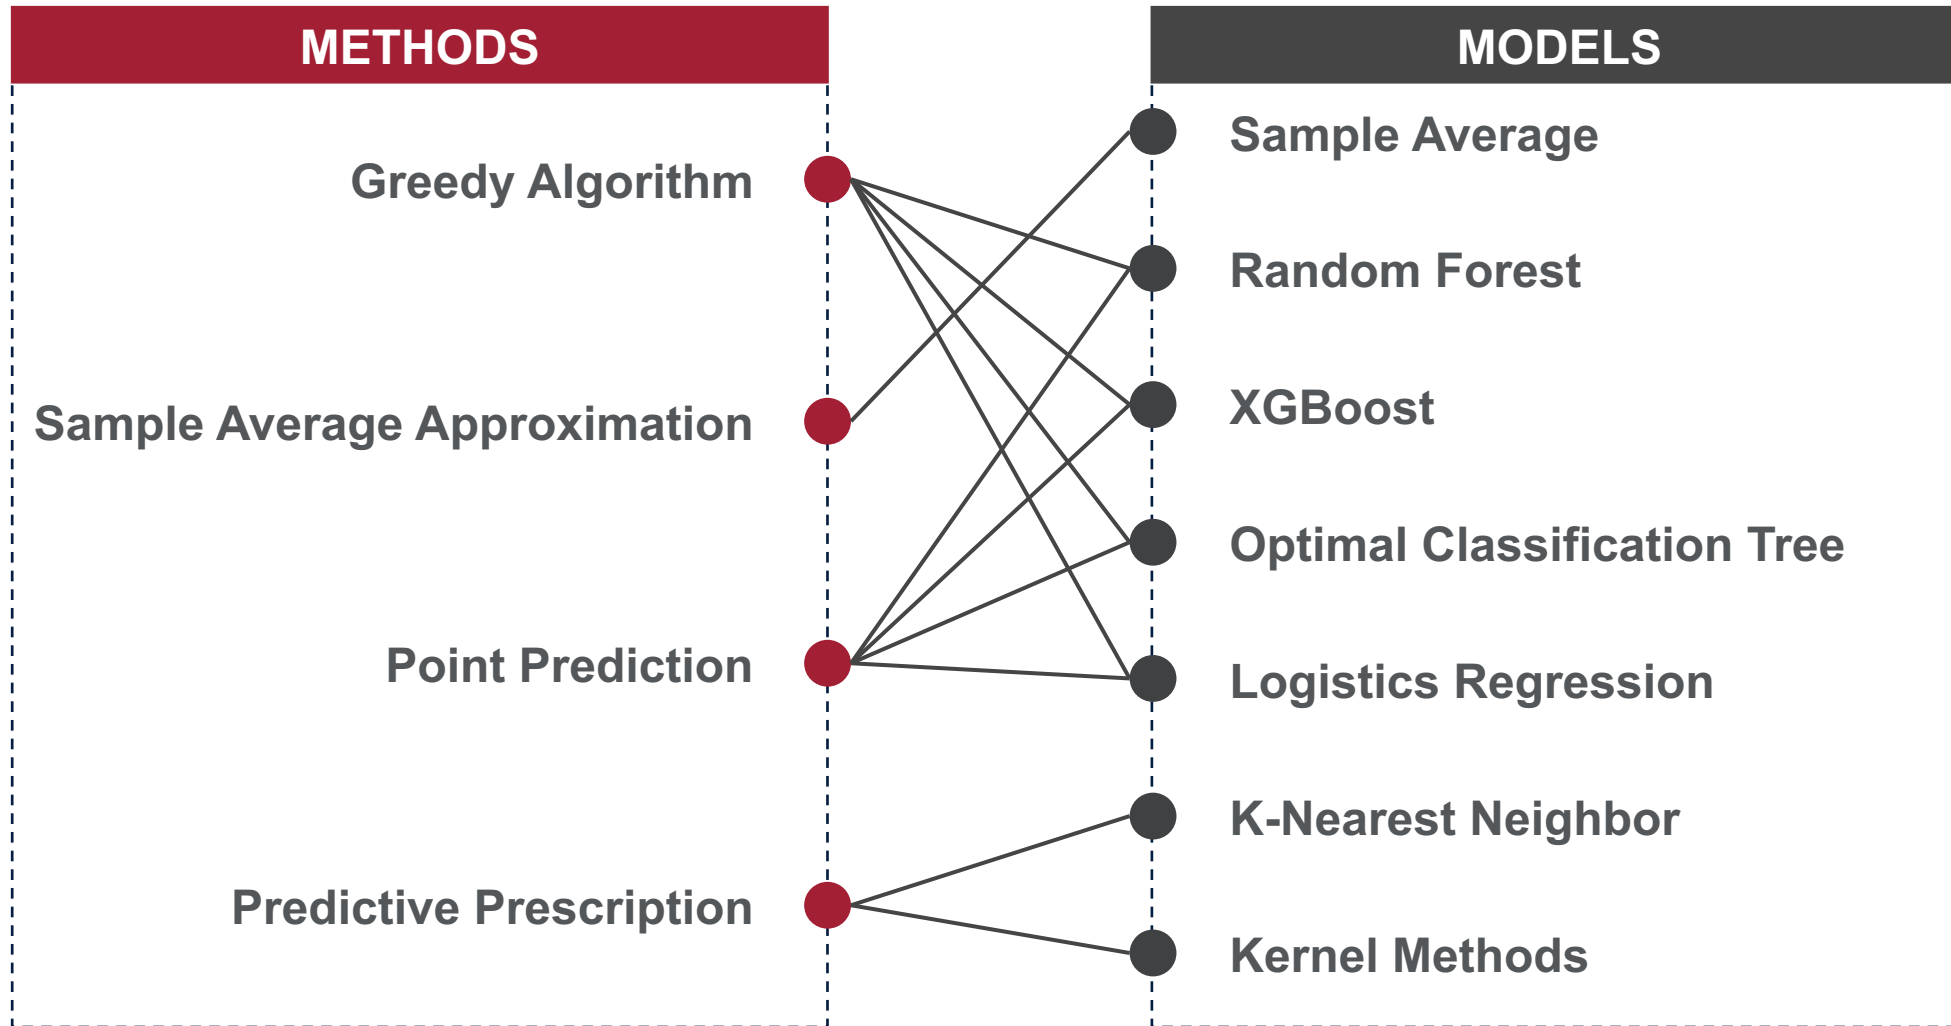 METHODS
Greedy Algorithm
Sample Average Approximation
Point Prediction
Predictive Prescription
MODELS
Sample Average
Random Forest
XGBoost
Optimal Classification Tree
Logistics Regression
K-Nearest Neighbor
Kernel Methods